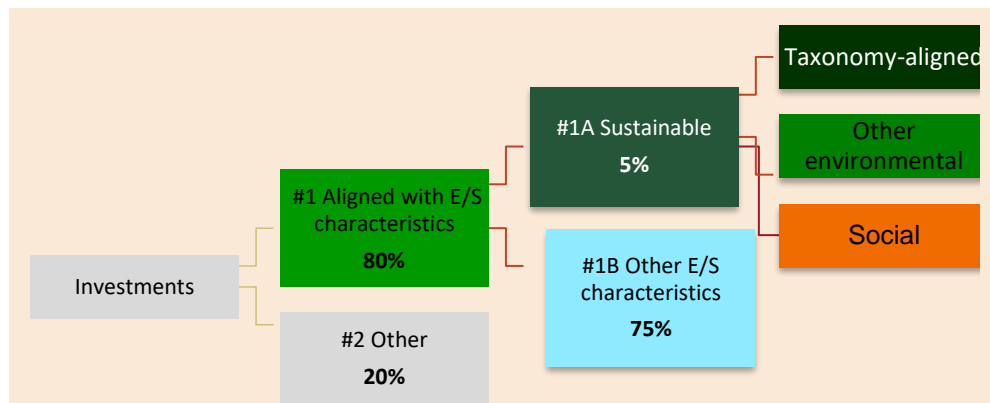 Investments
#1 Aligned with E/S
characteristics
80%
#2 Other
20%
#1A Sustainable
5%
#1B Other E/S
characteristics
75%
Taxonomy-aligned
Other
environmental
Social